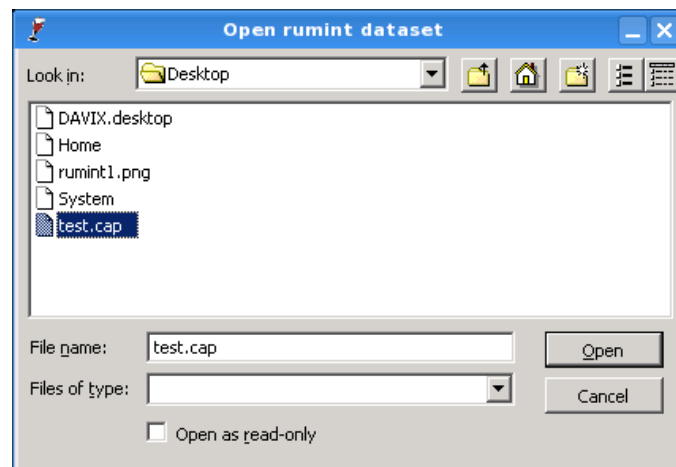 Open rumint dataset
Look in: Desktop
DAVIX.desktop
Home
rumint1.png
System
test.cap
File name: test.cap Open
Files of type: Cancel
Open as read-only